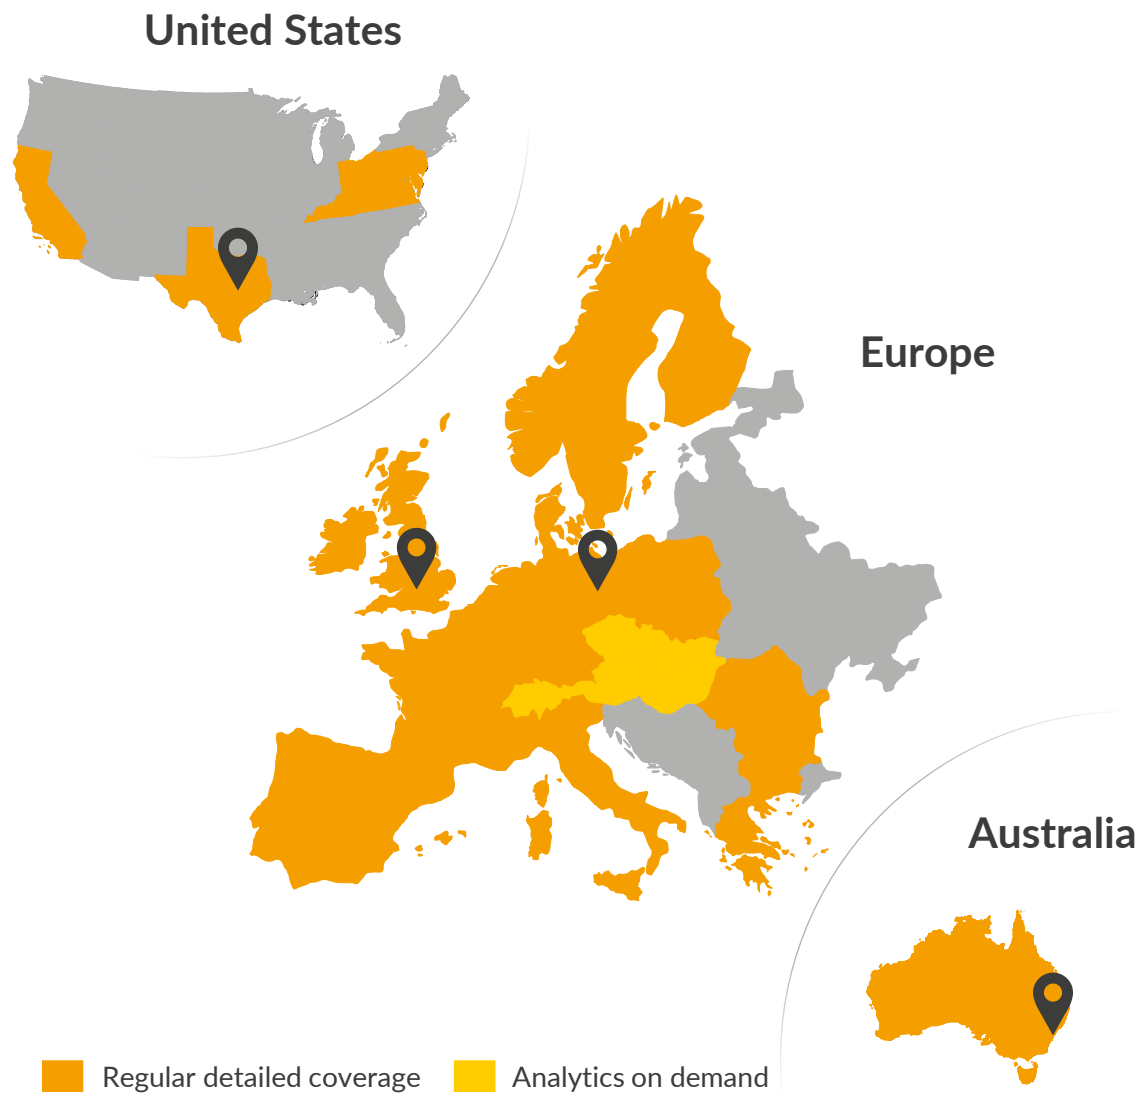 United States
Europe
Australia
Regular detailed coverage
Analytics on demand